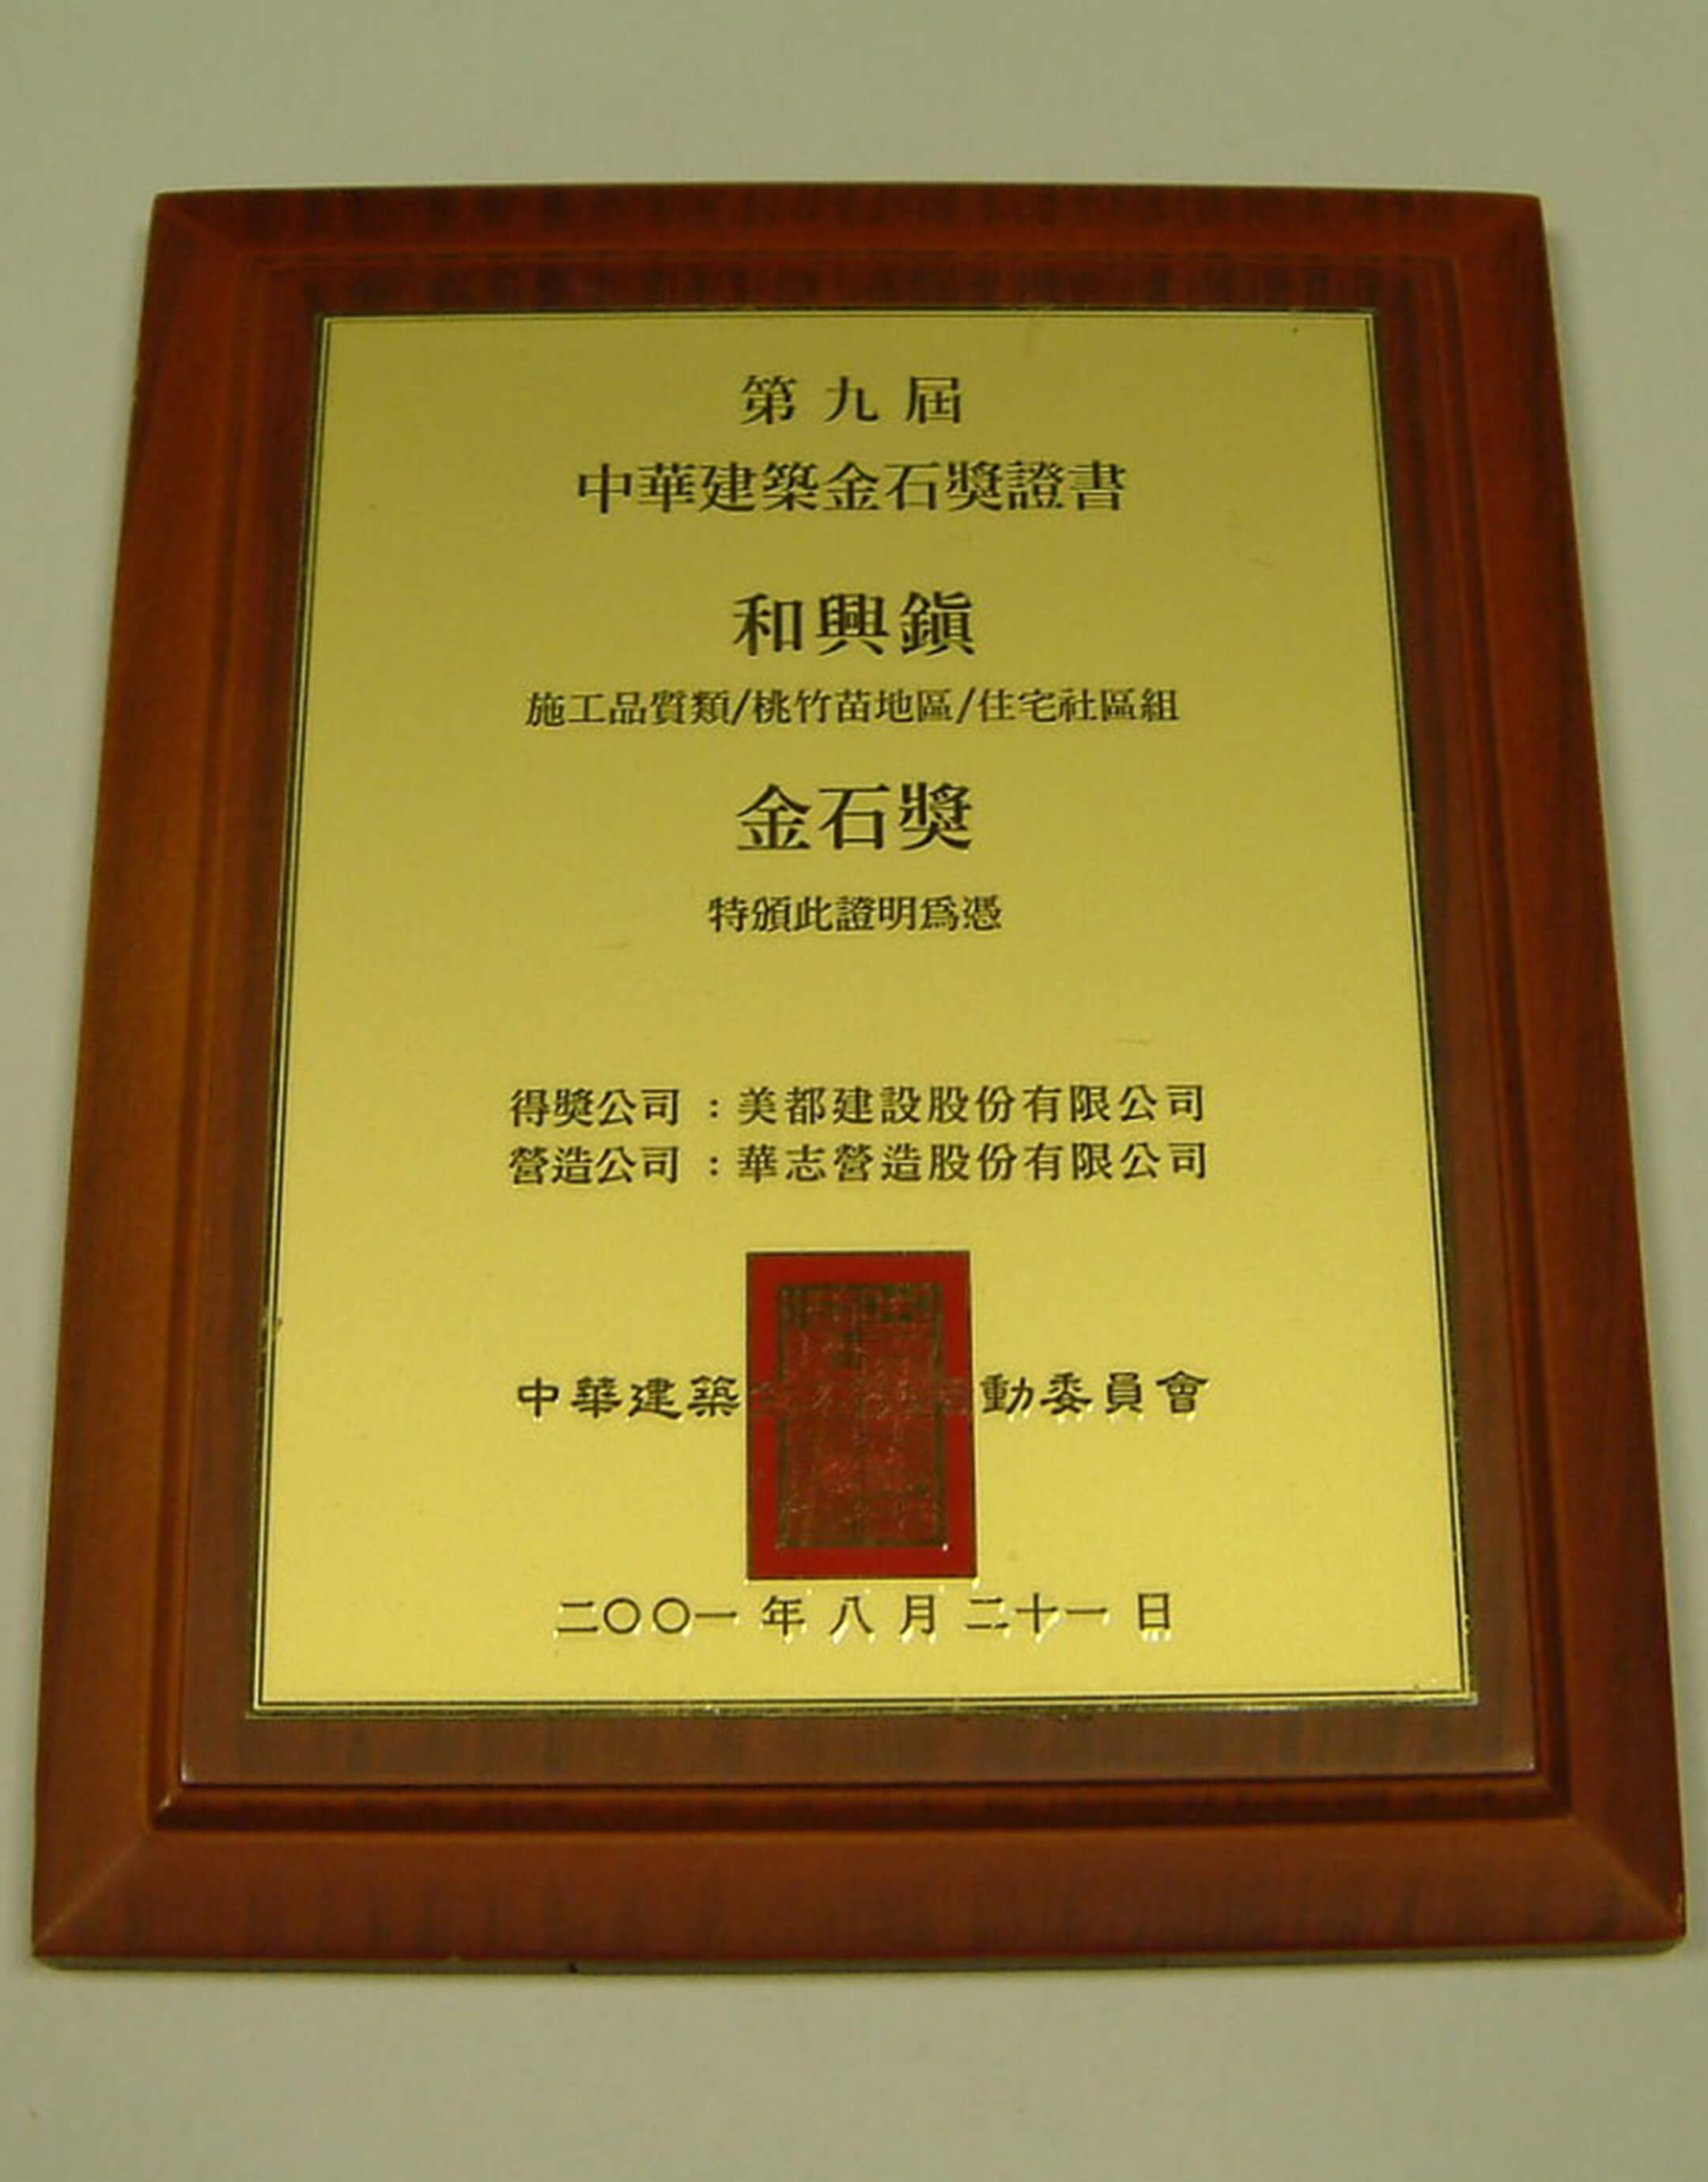 第九屆
中華建築金石獎證書
和興鎮
施工品質類/桃竹苗地區/住宅社區組
金石獎
特頒此證明爲憑
得獎公司：美都建設股份有限公司
營造公司：華志營造股份有限公司
中華建築 動委員會
二〇〇一年八月二十一日